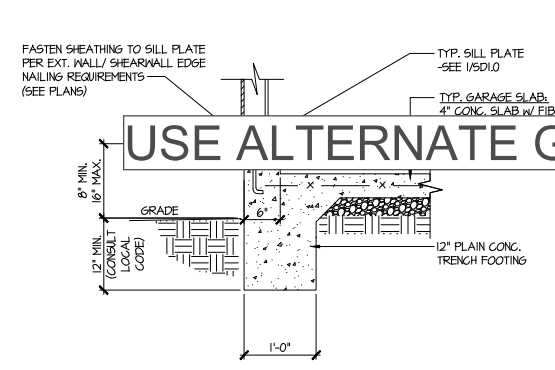 FASTEN SHEATHING TO SILL PLATE
PER EXT. WALL/ SHEARWALL EDGE
NAILING REQUIREMENTS
(SEE PLANS)
TYP. SILL PLATE
-SEE 1/SD1.0
TYP. GARAGE SLAB:
4" CONC. SLAB W/ FIB
USE ALTERNATE G
8" MIN.
16" MAX.
GRADE
6"
12" MIN.
(CONSULT
LOCAL
CODE)
12" PLAIN CONC.
TRENCH FOOTING
1'-0"